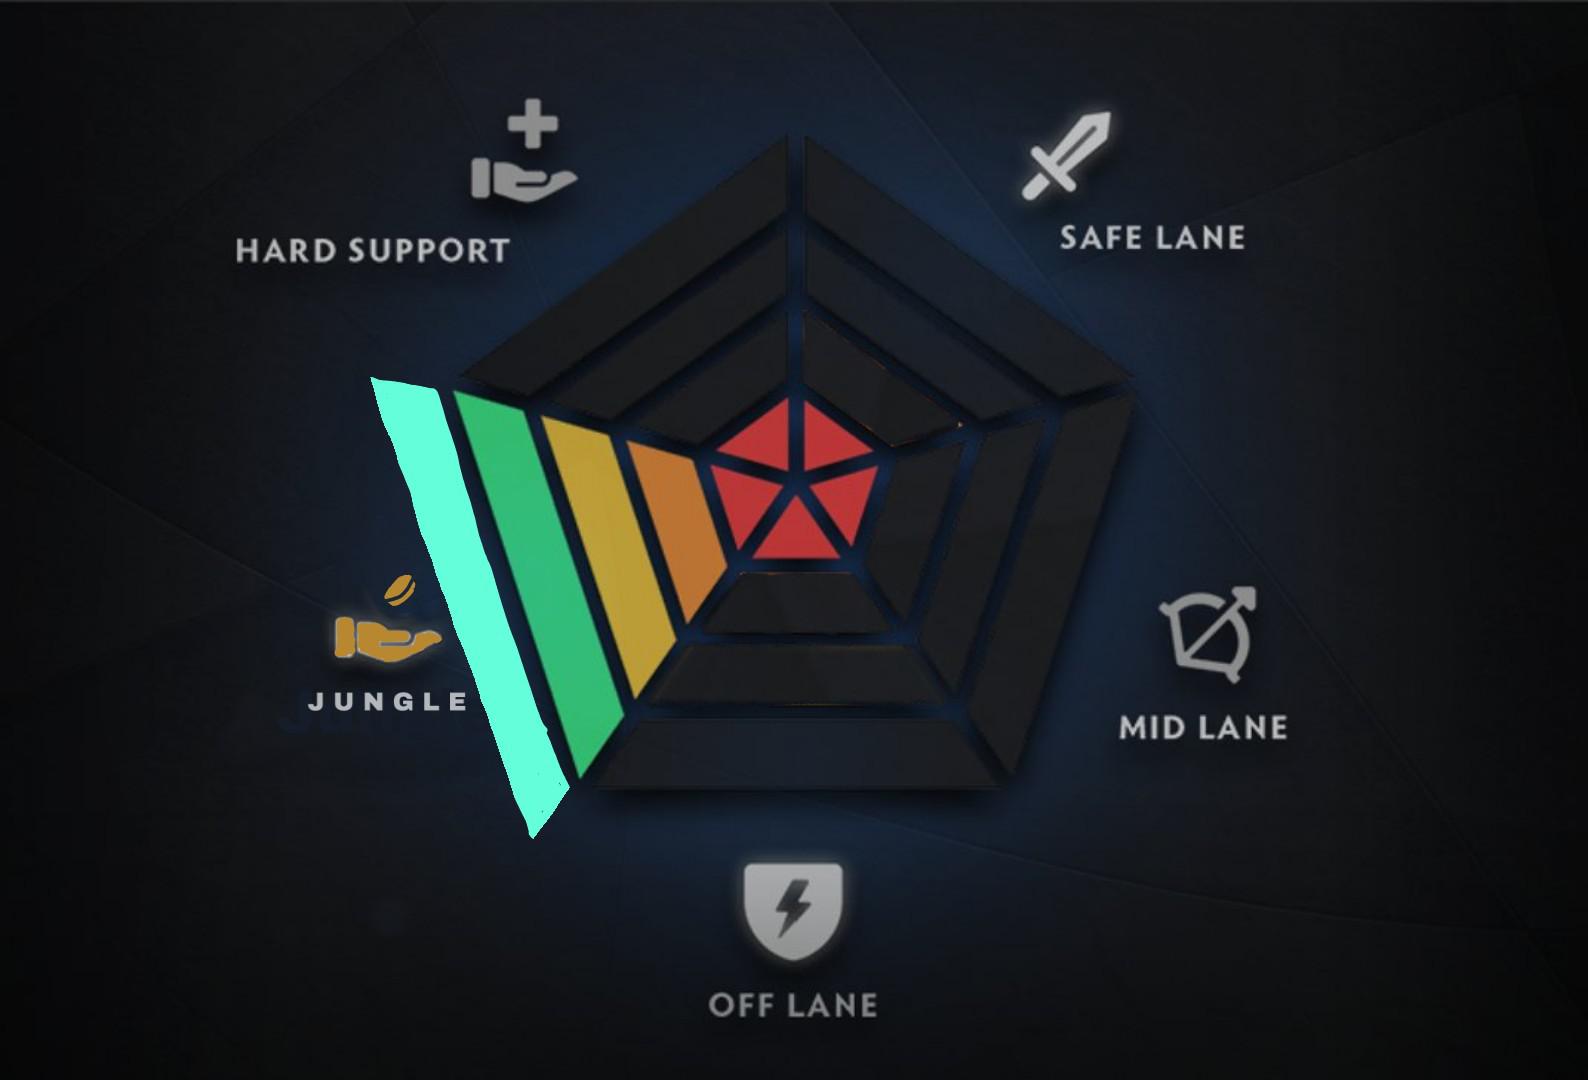 HARD SUPPORT
SAFE LANE
JUNGLE
MID LANE
OFF LANE